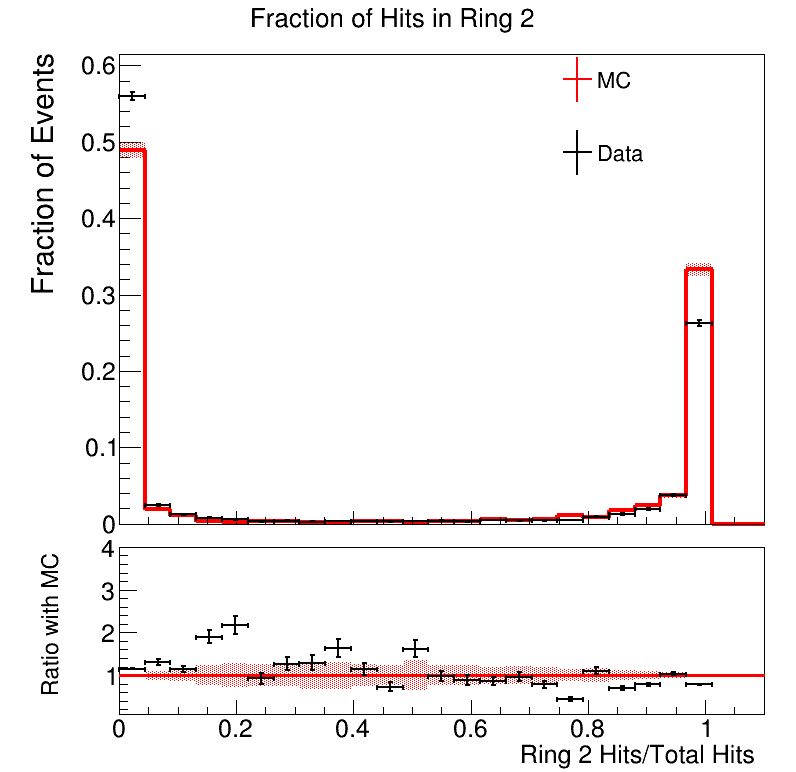 Fraction of Hits in Ring 2
Fraction of Events
0.6
0.5
0.4
0.3
0.2
0.1
0
MC
Data
Ratio with MC
4
3
2
1
0
0.2
0.4
0.6
0.8
1
Ring 2 Hits/Total Hits